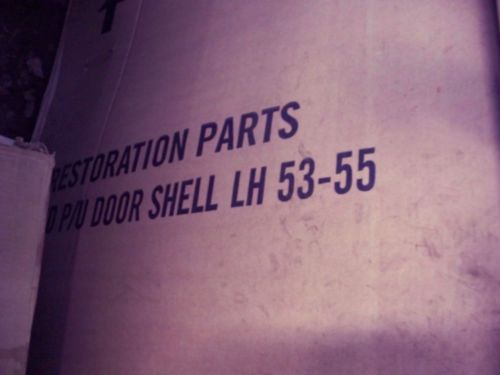 RESTORATION PARTS
D P/U DOOR SHELL LH 53-55